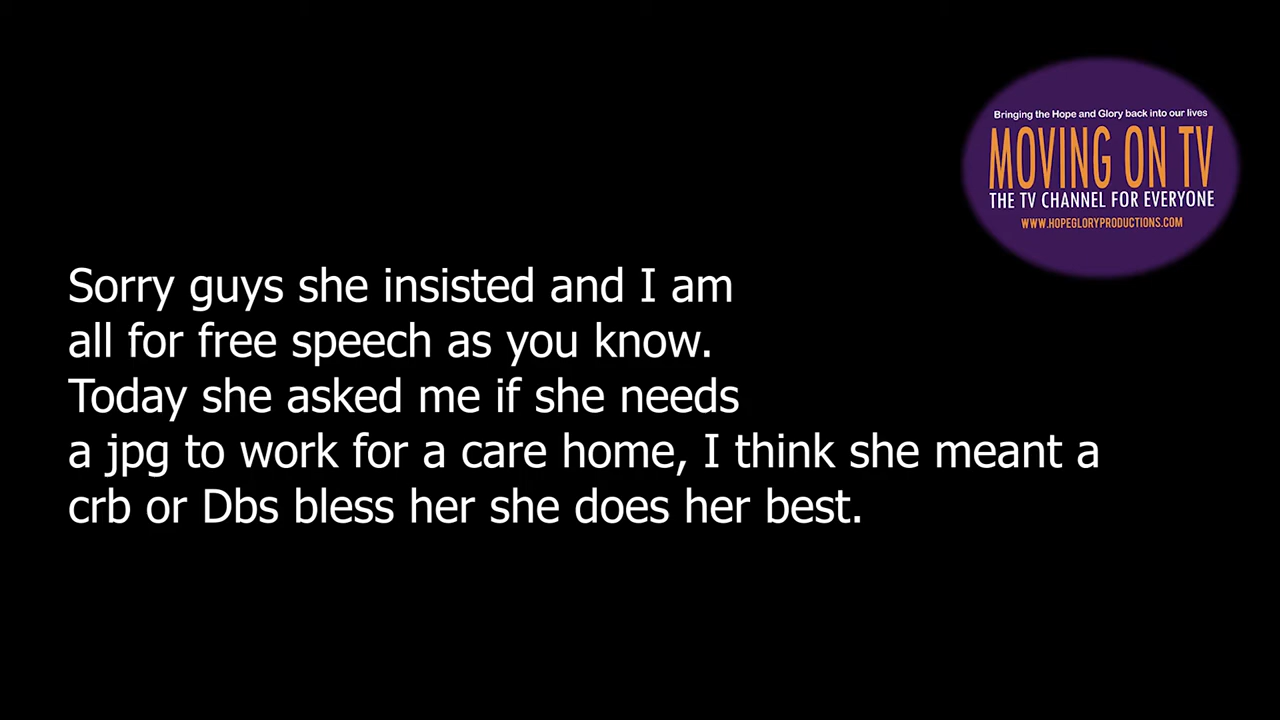 Bringing the Hope and Glory back into our lives
MOVING ON TV
THE TV CHANNEL FOR EVERYONE
WWW.HOPEGLORYPRODUCTIONS.COM
Sorry guys she insisted and I am
all for free speech as you know.
Today she asked me if she needs
a jpg to work for a care home, I think she meant a
crb or Dbs bless her she does her best.